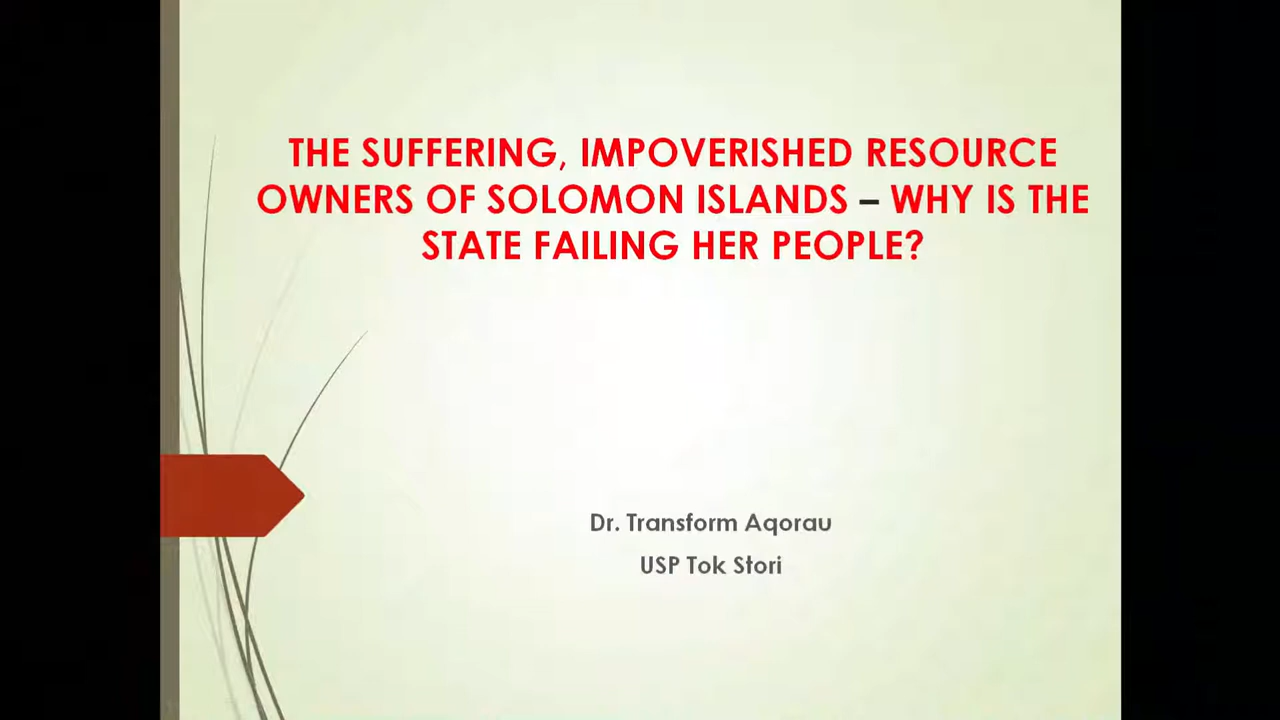 THE SUFFERING, IMPOVERISHED RESOURCE
OWNERS OF SOLOMON ISLANDS – WHY IS THE
STATE FAILING HER PEOPLE?
Dr. Transform Aqorau
USP Tok Stori